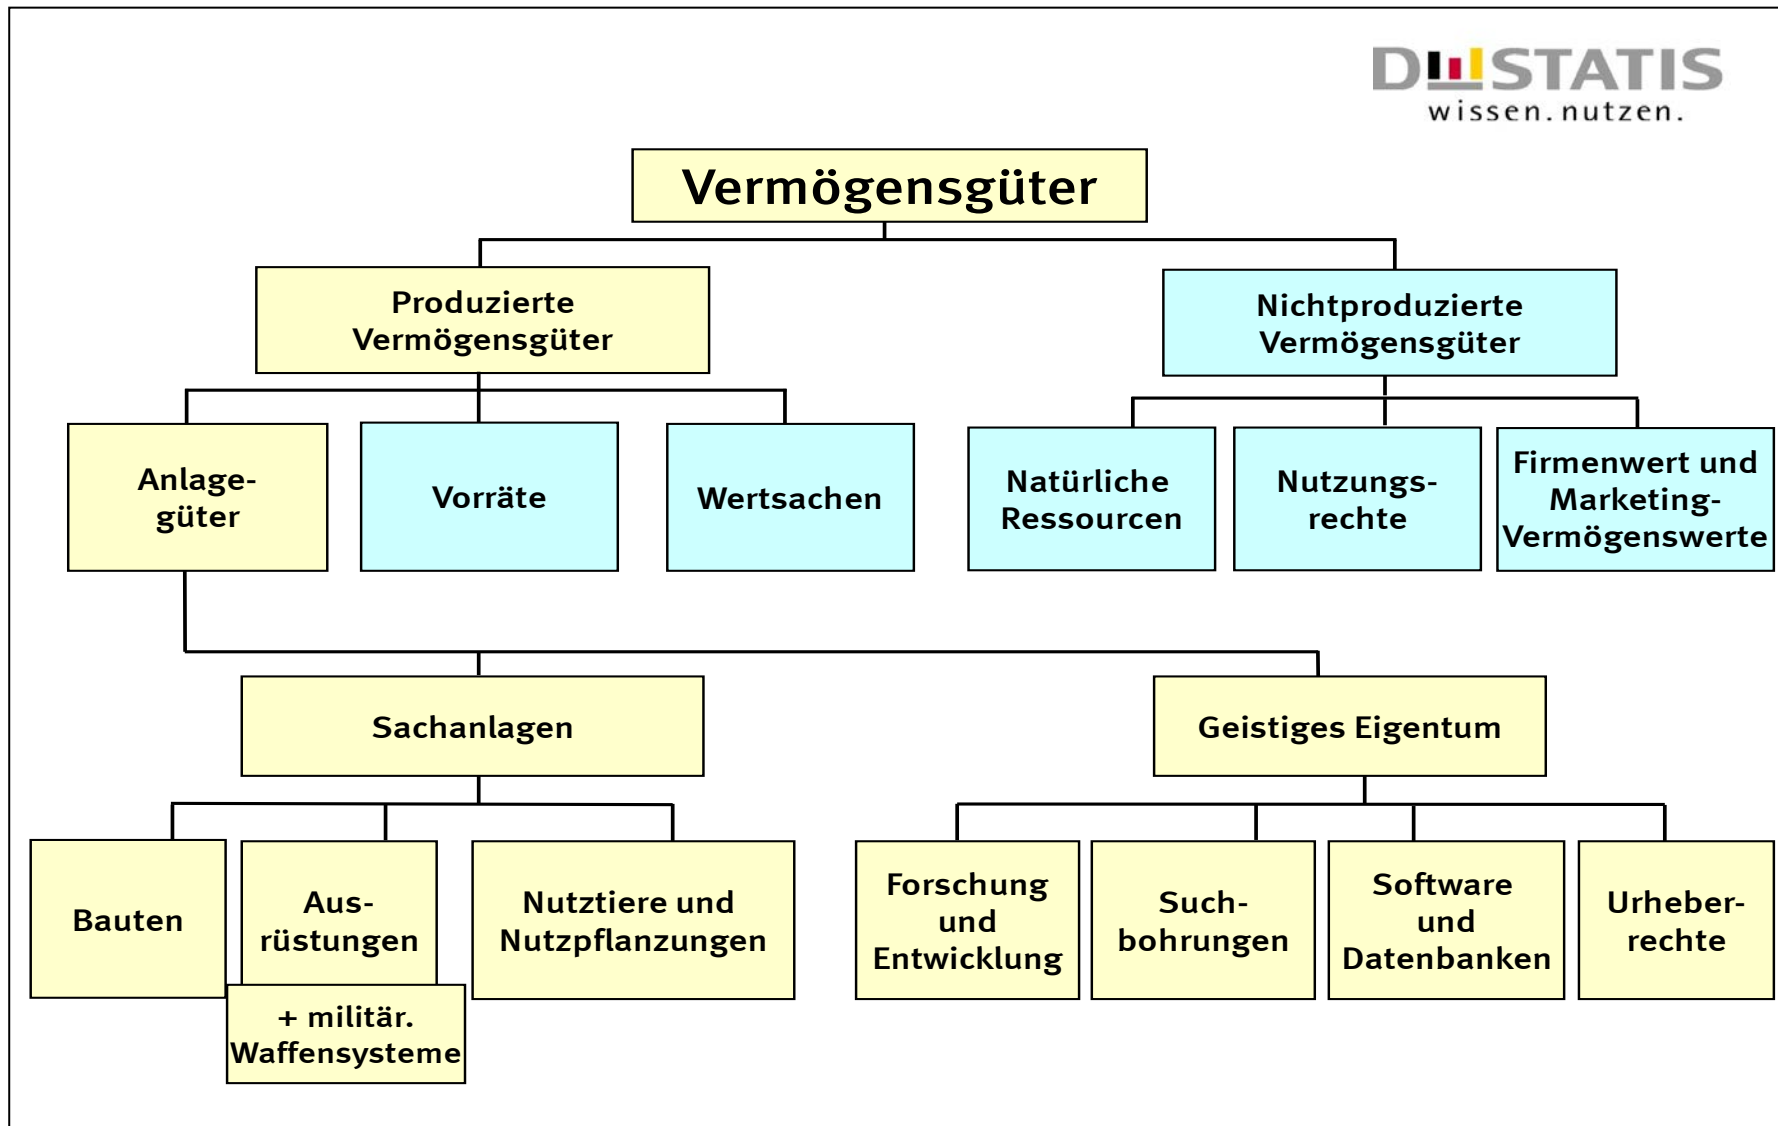 DESTATIS
wissen.nutzen.
Vermögensgüter
Produzierte
Vermögensgüter
Nichtproduzierte
Vermögensgüter
Anlage-
güter
Vorräte
Wertsachen
Natürliche
Ressourcen
Nutzungs-
rechte
Firmenwert und
Marketing-
Vermögenswerte
Sachanlagen
Geistiges Eigentum
Bauten
Aus-
rüstungen
+ militär.
Waffensysteme
Nutztiere und
Nutzpflanzungen
Forschung
und
Entwicklung
Such-
bohrungen
Software
und
Datenbanken
Urheber-
rechte